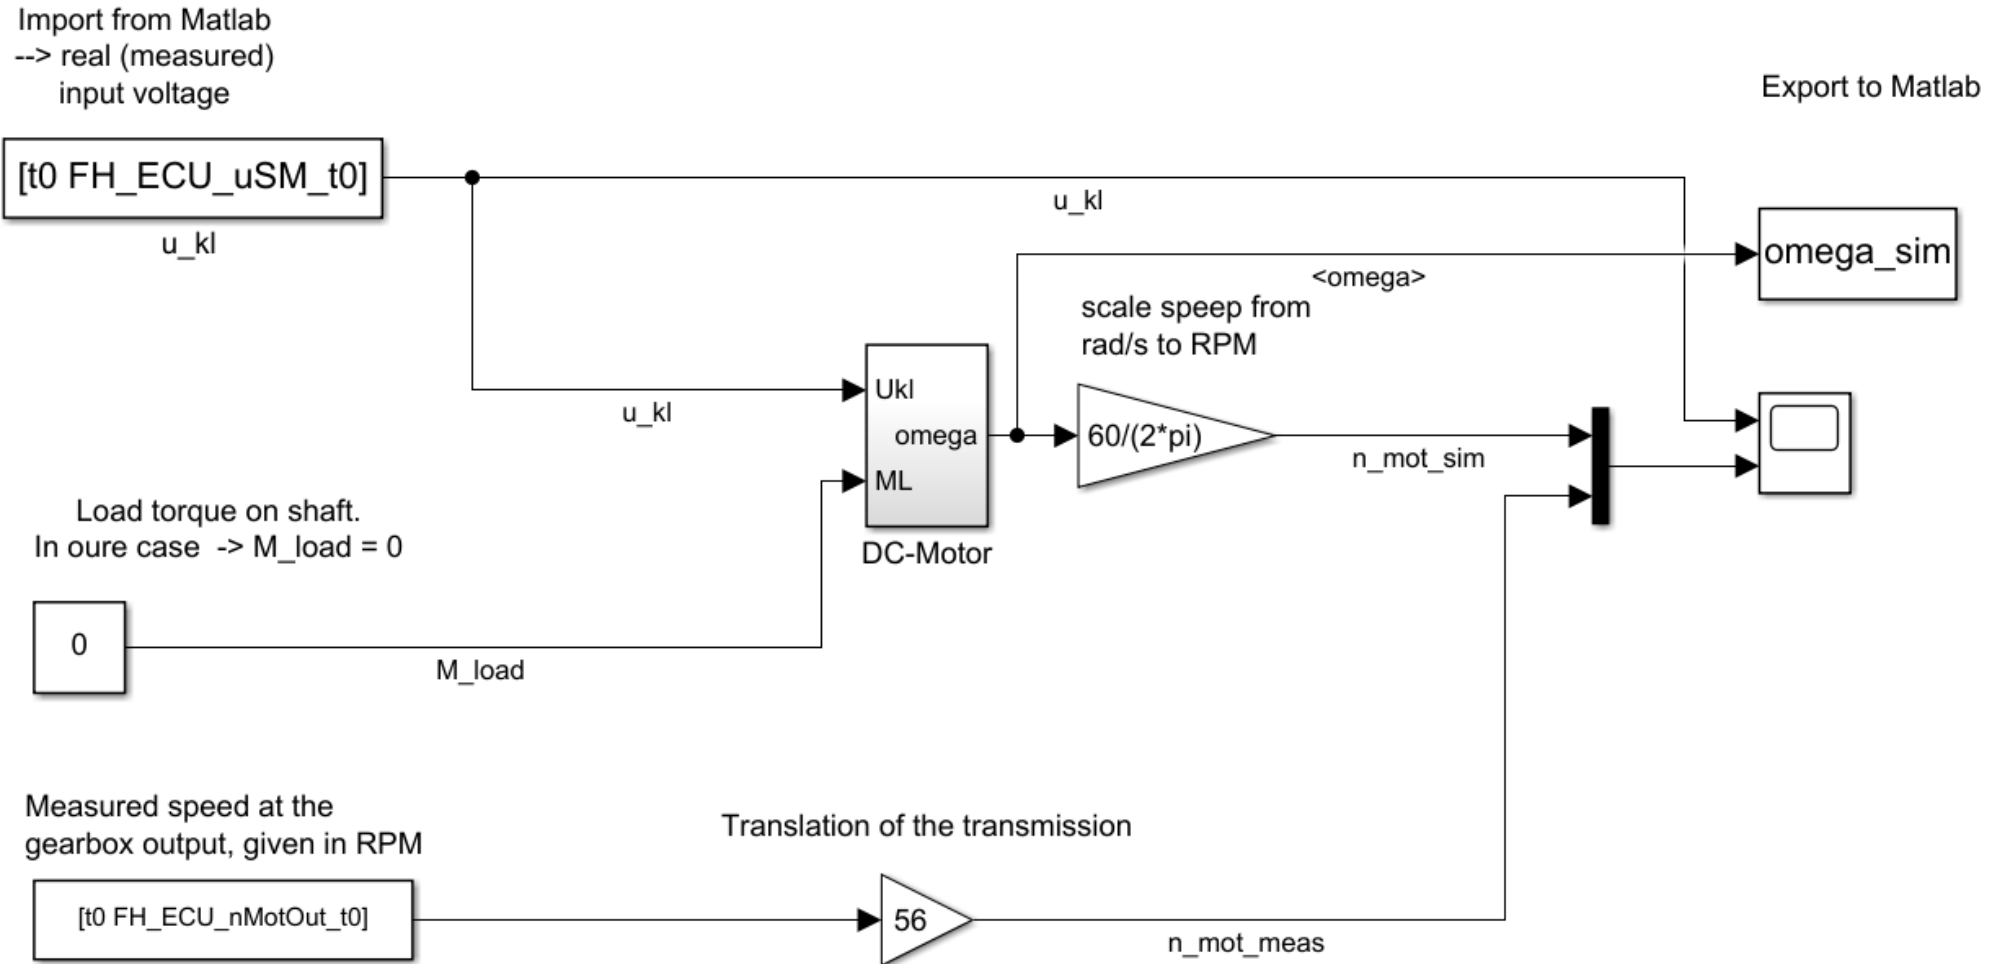 Import from Matlab
--> real (measured)
input voltage
Export to Matlab
[t0 FH_ECU_uSM_t0]
u_kl
u_kl
omega_sim
<omega>
scale speep from
rad/s to RPM
Ukl
u_kl
omega
60/(2*pi)
n_mot_sim
ML
Load torque on shaft.
In oure case -> M_load = 0
DC-Motor
0
M_load
Measured speed at the
gearbox output, given in RPM
Translation of the transmission
[t0 FH_ECU_nMotOut_t0]
56
n_mot_meas